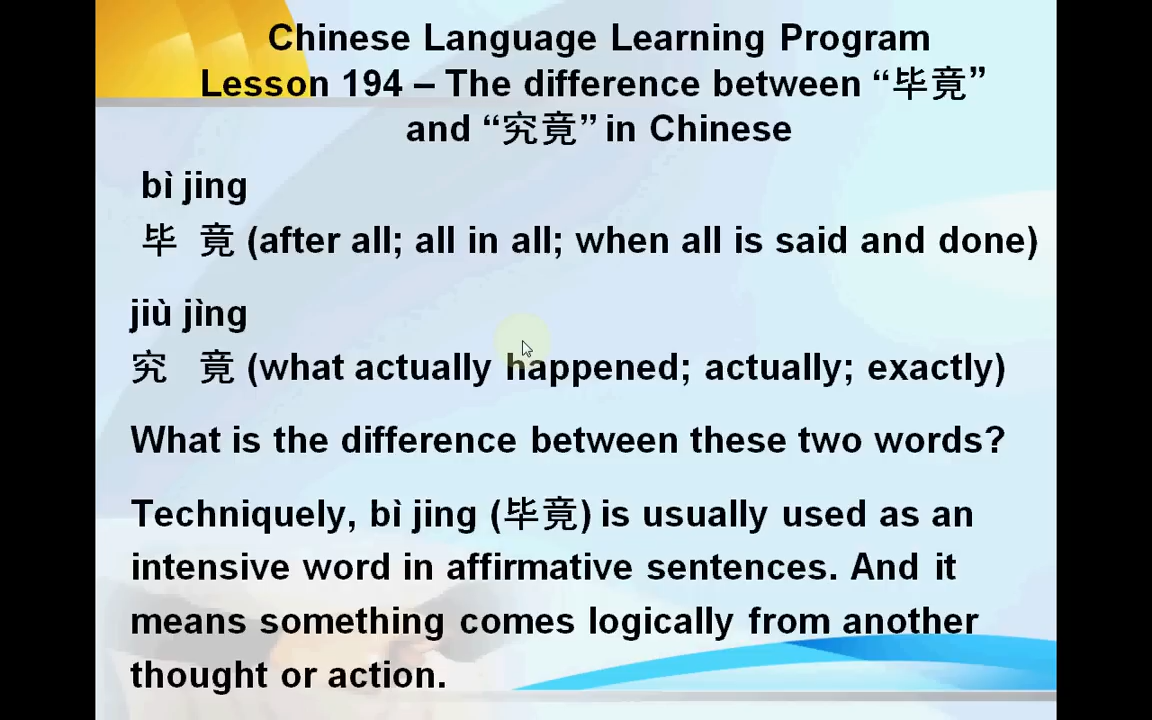 Chinese Language Learning Program
Lesson 194 – The difference between “毕竟”
and “究竟” in Chinese
bì jing
毕 竟 (after all; all in all; when all is said and done)
jiù jìng
究 竟 (what actually happened; actually; exactly)
What is the difference between these two words?
Techniquely, bì jing (毕竟) is usually used as an
intensive word in affirmative sentences. And it
means something comes logically from another
thought or action.